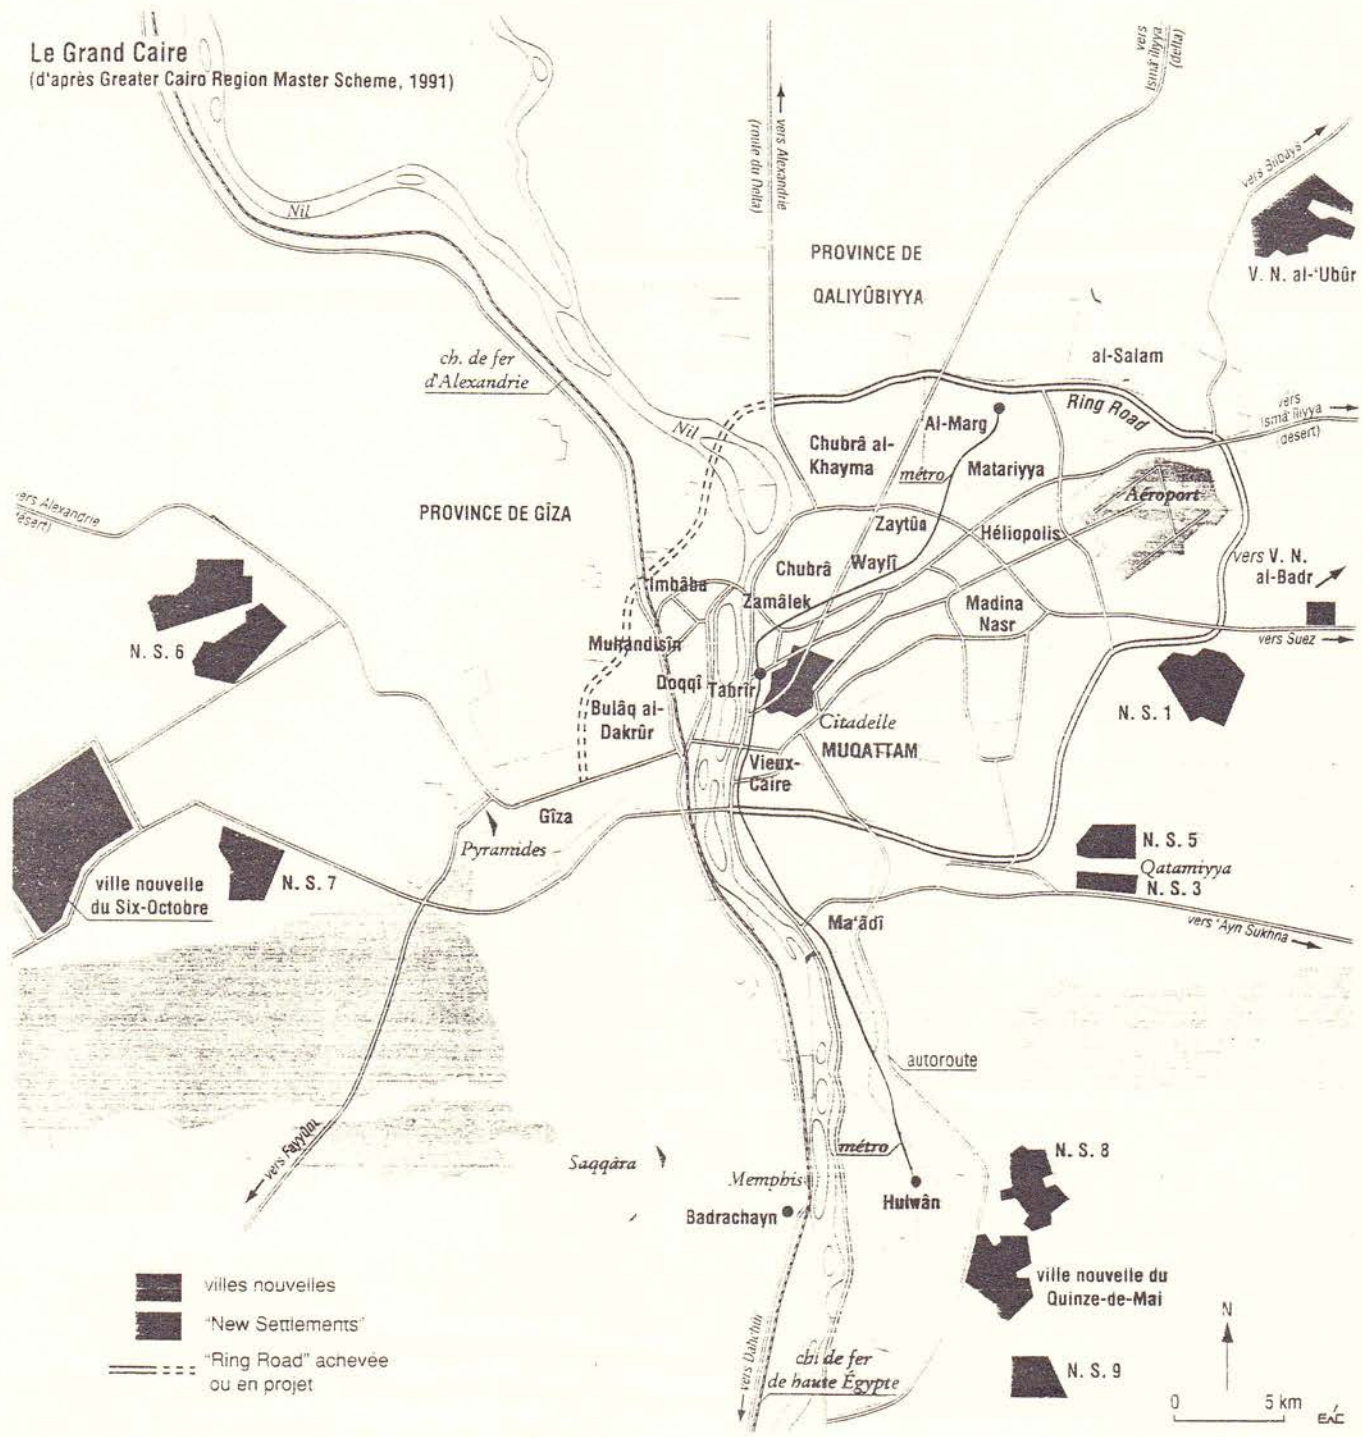 Le Grand Caire
(d'après Greater Cairo Region Master Scheme, 1991)
vers
Ismâ'iliyya
(delta)
vers Alexandrie
(route du Delta)
vers Bilbays
V. N. al-'Ubûr
Nil
PROVINCE DE
QALIYÛBIYYA
al-Salam
ch. de fer
d'Alexandrie
Ring Road
vers
Ismâ'iliyya
(désert)
Nil
Al-Marg
Chubrâ al-
Khayma
métro
Matariyya
Aéroport
vers Alexandrie
désert)
PROVINCE DE GÎZA
Zaytûn
Héliopolis
Chubrâ
Waylî
vers V. N.
al-Badr
Imbâba
Zamâlek
Madina
Nasr
vers Suez
N. S. 6
Muhandisîn
Doqqî
Tahrîr
Bulâq al-
Dakrûr
Citadelle
MUQATTAM
N. S. 1
Vieux-
Caire
Gîza
Pyramides
N. S. 5
Qatamiyya
N. S. 3
ville nouvelle
du Six-Octobre
N. S. 7
Ma'âdî
vers 'Ayn Sukhna
autoroute
vers Fayyûm
métro
Saqqâra
Memphis
Badrachayn
Hulwân
N. S. 8
ville nouvelle du
Quinze-de-Mai
villes nouvelles
"New Settlements"
"Ring Road" achevée
ou en projet
vers Dahchûr
ch. de fer
de haute Égypte
N. S. 9
N
0 5 km
EAC